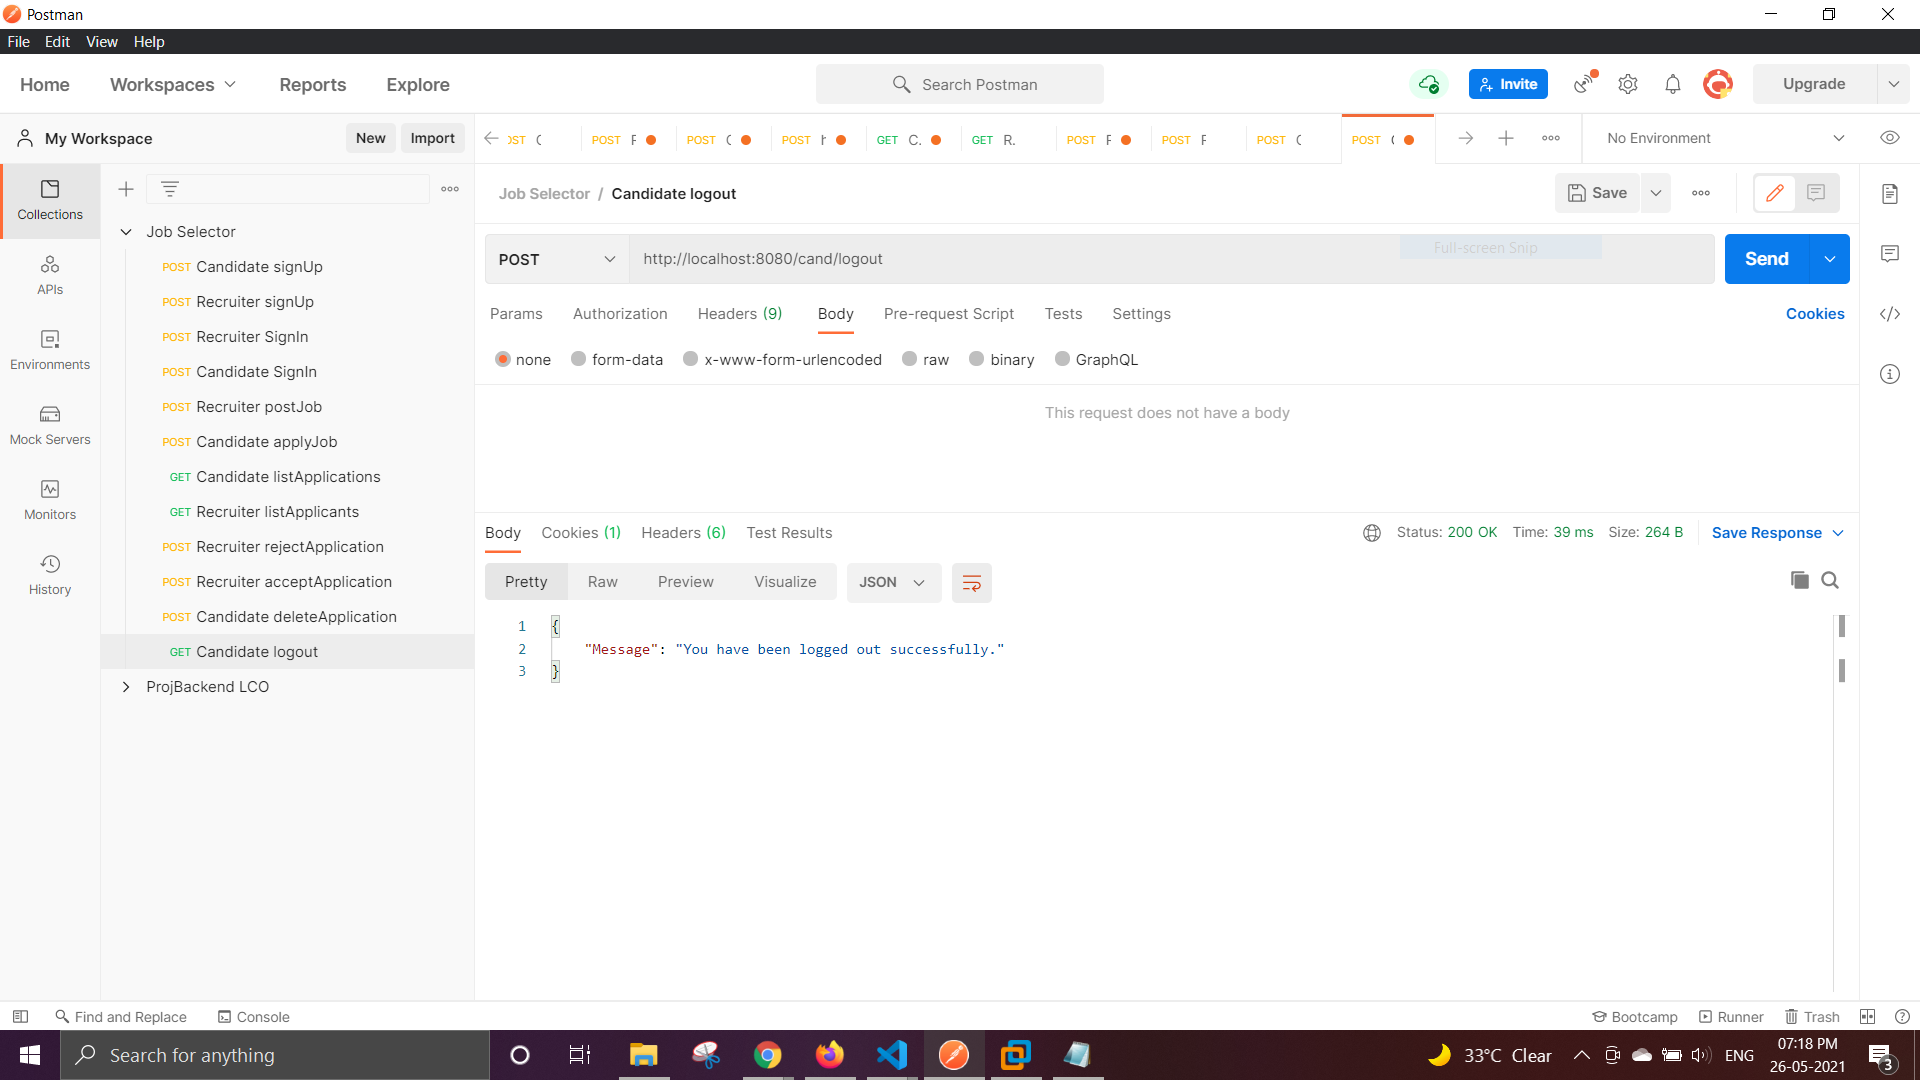 Postman
File Edit View Help
Home Workspaces Reports Explore
Search Postman
Invite
Upgrade
My Workspace
New Import
POST F
POST
POST h
GET C.
GET R.
POST F
POST F
POST
POST
No Environment
Collections
APIs
Environments
Mock Servers
Monitors
History
Job Selector
POST Candidate signUp
POST Recruiter signUp
POST Recruiter SignIn
POST Candidate SignIn
POST Recruiter postJob
POST Candidate applyJob
GET Candidate listApplications
GET Recruiter listApplicants
POST Recruiter rejectApplication
POST Recruiter acceptApplication
POST Candidate deleteApplication
GET Candidate logout
ProjBackend LCO
Job Selector / Candidate logout
Save
POST http://localhost:8080/cand/logout
Full-screen Snip
Send
Params Authorization Headers (9) Body Pre-request Script Tests Settings
Cookies
none form-data x-www-form-urlencoded raw binary GraphQL
This request does not have a body
Body Cookies (1) Headers (6) Test Results
Status: 200 OK Time: 39 ms Size: 264 B Save Response
Pretty Raw Preview Visualize JSON
1 {
2 "Message": "You have been logged out successfully."
3 }
Find and Replace Console
Bootcamp Runner Trash
Search for anything
33°C Clear
ENG
07:18 PM
26-05-2021
3